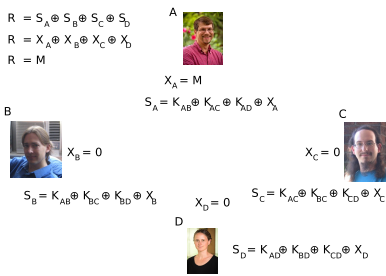 R = S_A⊕ S_B⊕ S_C⊕ S_D
R = X_A⊕ X_B⊕ X_C⊕ X_D
R = M
A
X_A = M
S_A = K_AB⊕ K_AC⊕ K_AD⊕ X_A
B
X_B = 0
S_B = K_AB⊕ K_BC⊕ K_BD⊕ X_B
C
X_C = 0
S_C = K_AC⊕ K_BC⊕ K_CD⊕ X_C
X_D = 0
D
S_D = K_AD⊕ K_BD⊕ K_CD⊕ X_D